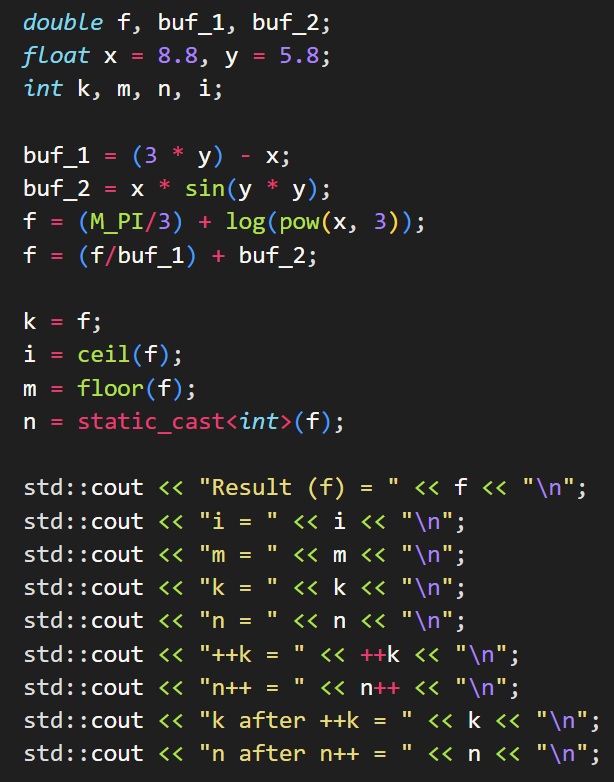 double f, buf_1, buf_2;
float x = 8.8, y = 5.8;
int k, m, n, i;

buf_1 = (3 * y) - x;
buf_2 = x * sin(y * y);
f = (M_PI/3) + log(pow(x, 3));
f = (f/buf_1) + buf_2;

k = f;
i = ceil(f);
m = floor(f);
n = static_cast<int>(f);

std::cout << "Result (f) = " << f << "\n";
std::cout << "i = " << i << "\n";
std::cout << "m = " << m << "\n";
std::cout << "k = " << k << "\n";
std::cout << "n = " << n << "\n";
std::cout << "++k = " << ++k << "\n";
std::cout << "n++ = " << n++ << "\n";
std::cout << "k after ++k = " << k << "\n";
std::cout << "n after n++ = " << n << "\n";